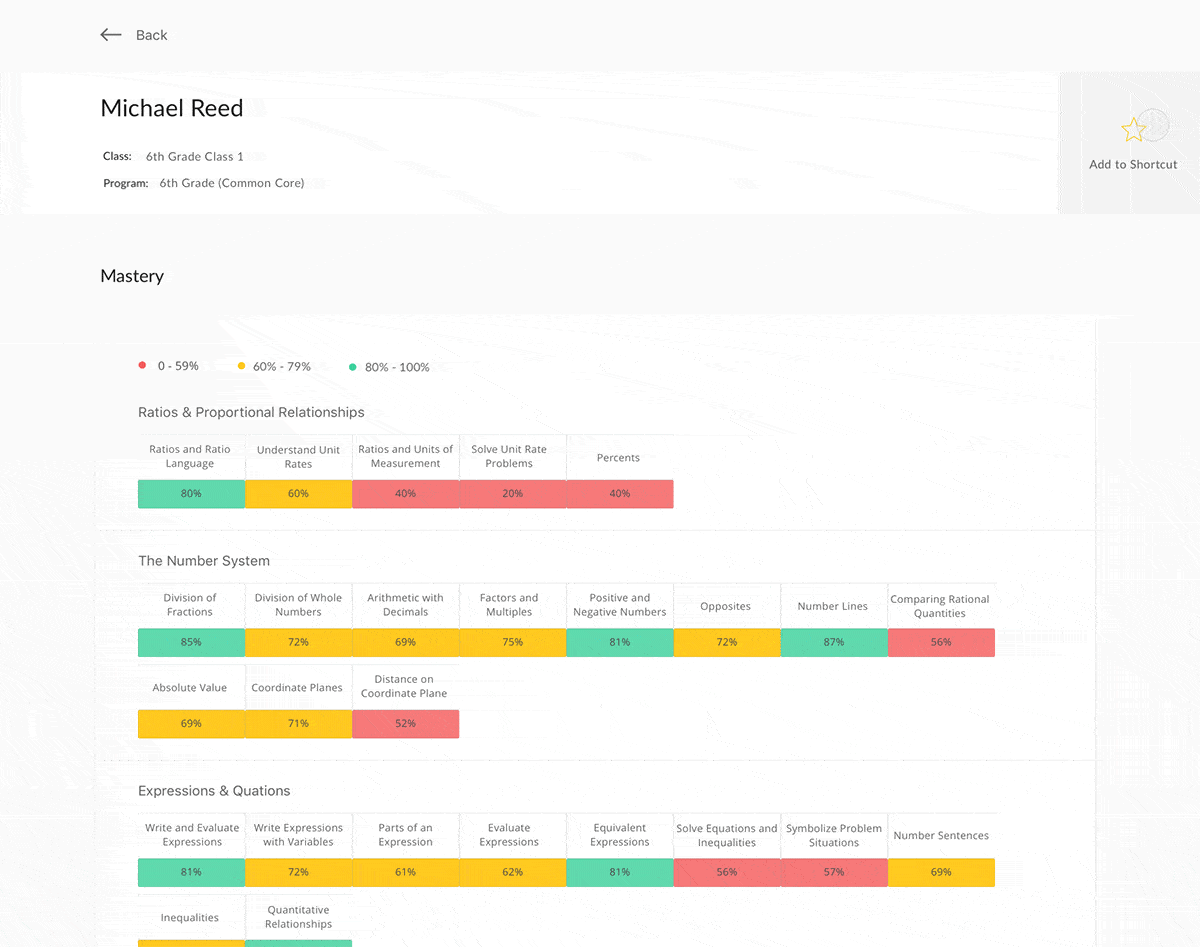 Back
Michael Reed
Class: 6th Grade Class 1
Program: 6th Grade (Common Core)
Add to Shortcut
Mastery
0 - 59% 60% - 79% 80% - 100%
Ratios & Proportional Relationships
Ratios and Ratio Understand Unit Ratios and Units of Solve Unit Rate Percents
Language Rates Measurement Problems
80% 60% 40% 20% 40%
The Number System
Division of Division of Whole Arithmetic with Factors and Positive and Opposites Number Lines Comparing Rational
Fractions Numbers Decimals Multiples Negative Numbers Quantities
85% 72% 69% 75% 81% 72% 87% 56%
Absolute Value Coordinate Planes Distance on
Coordinate Plane
69% 71% 52%
Expressions & Quations
Write and Evaluate Write Expressions Parts of an Evaluate Equivalent Solve Equations and Symbolize Problem Number Sentences
Expressions with Variables Expression Expressions Expressions Inequalities Situations
81% 72% 61% 62% 81% 56% 57% 69%
Inequalities Quantitative
Relationships